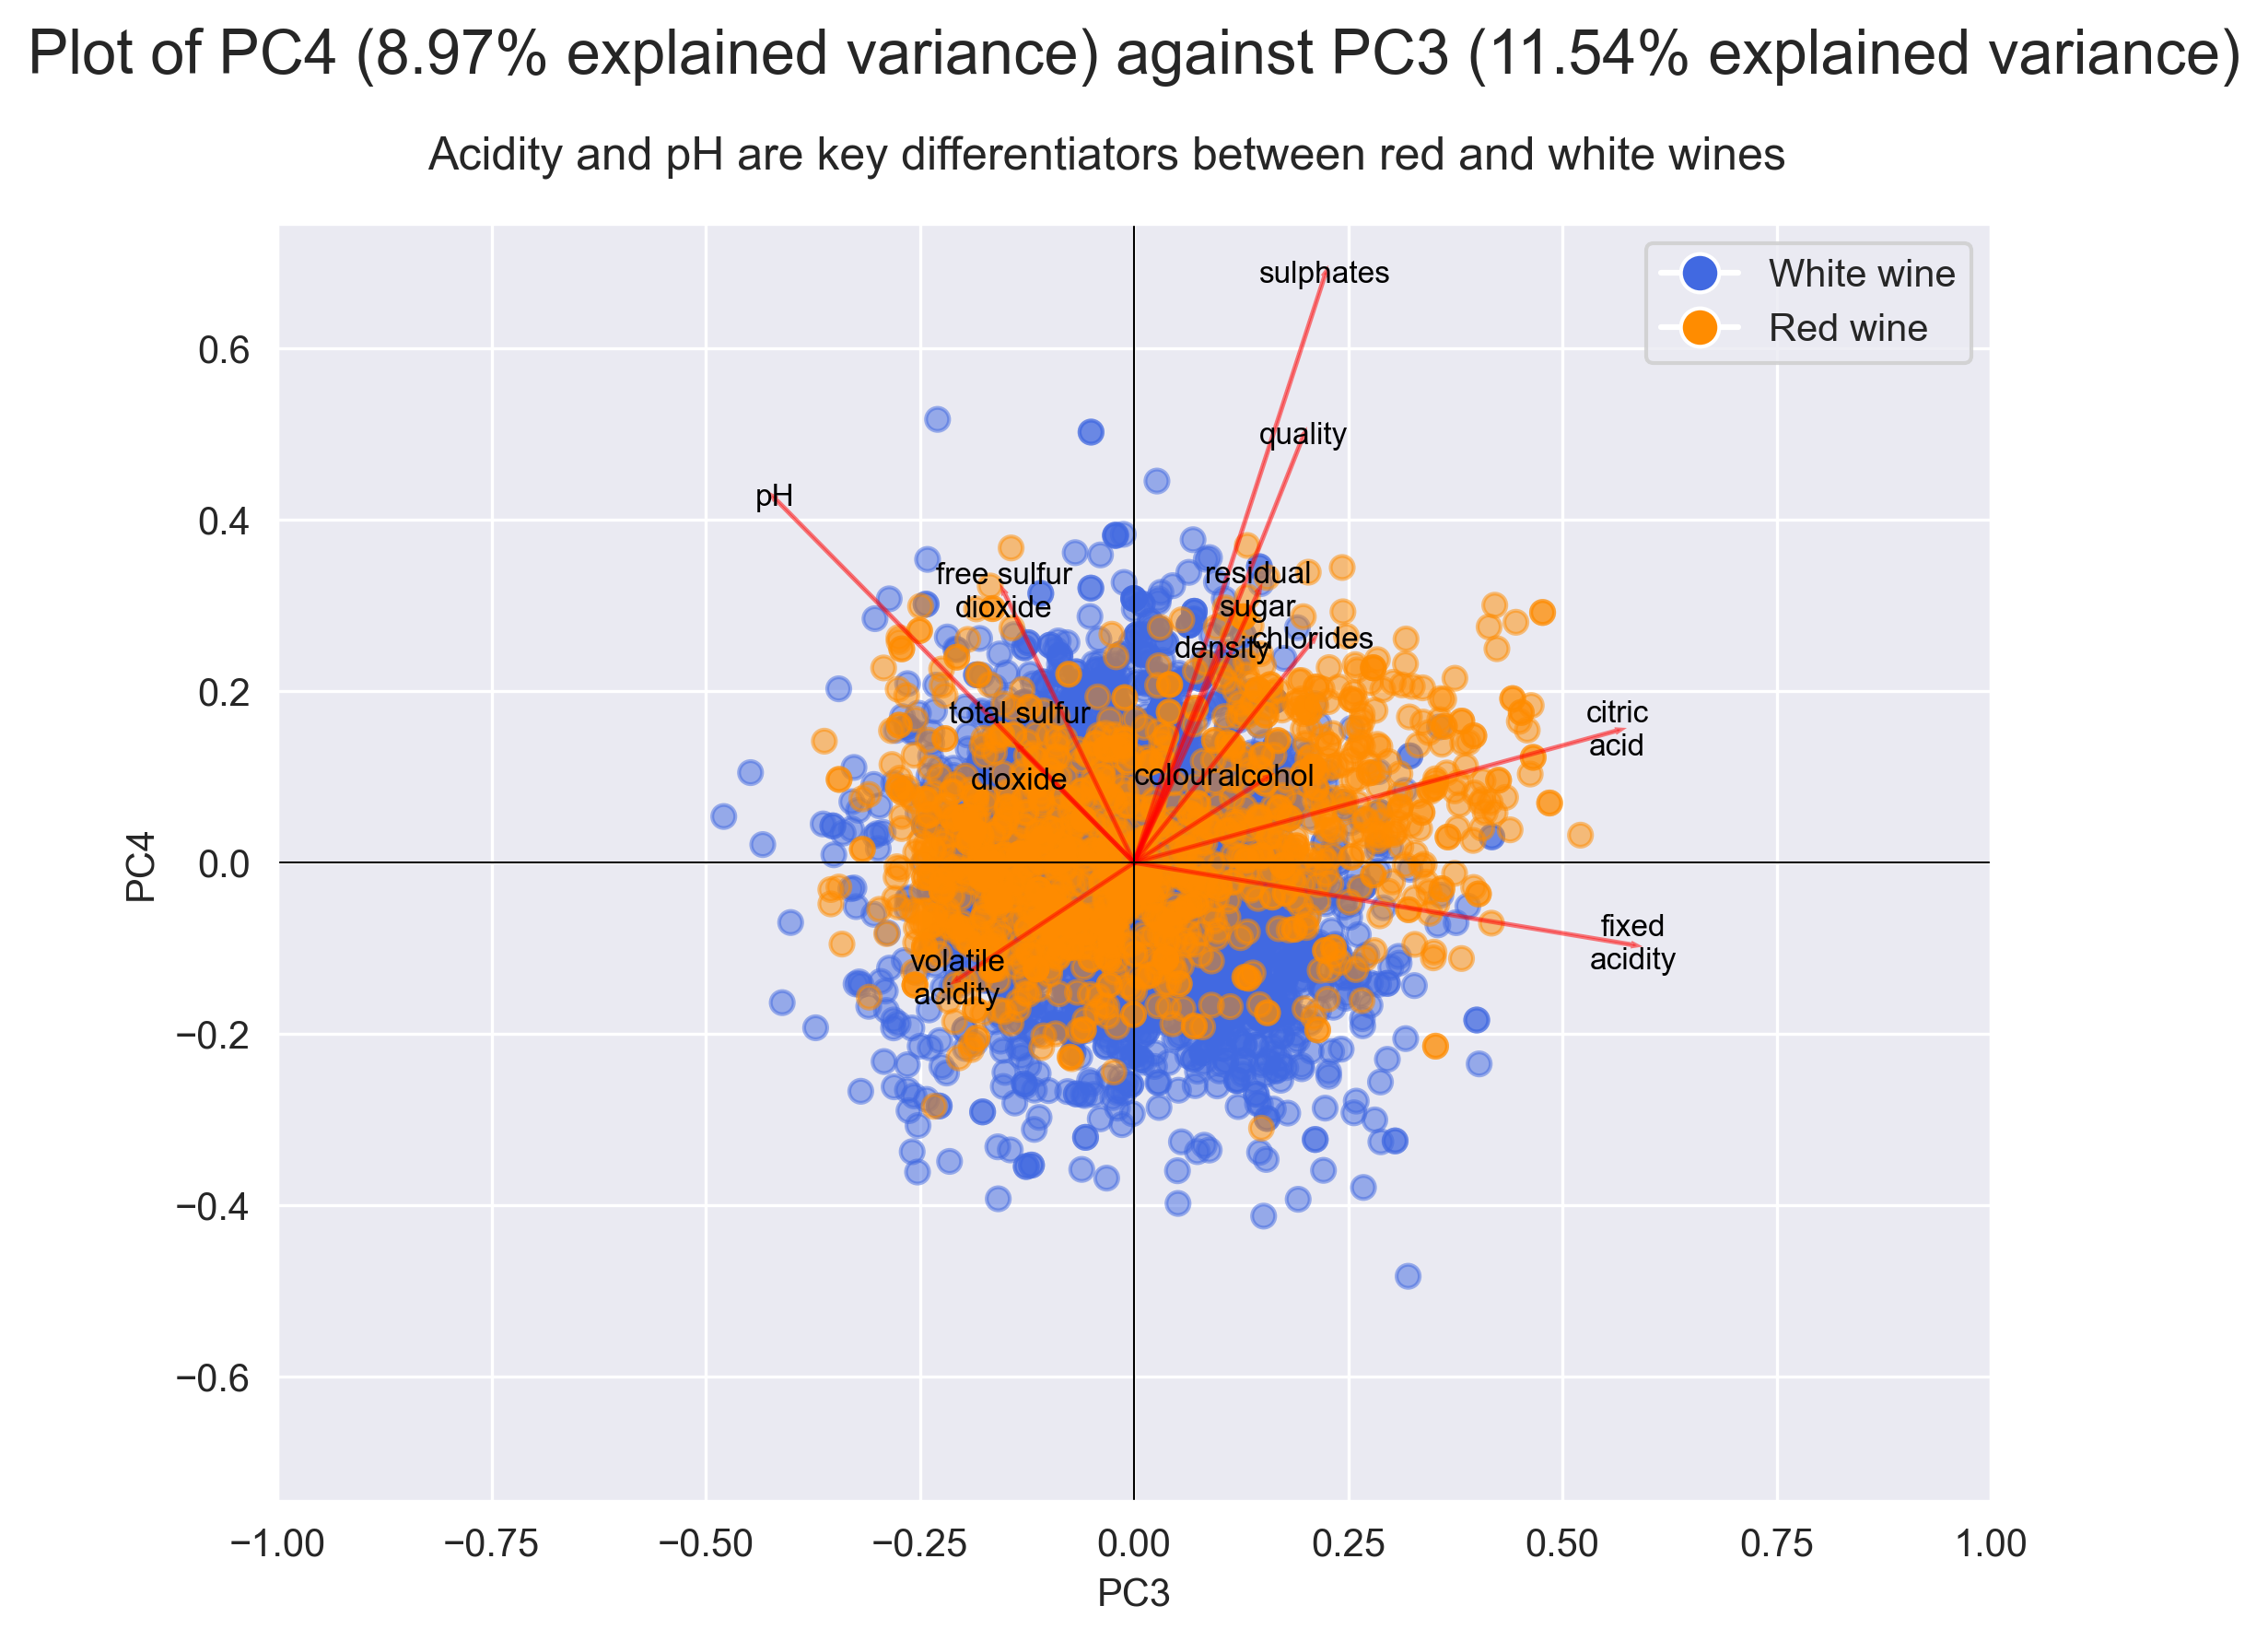 Plot of PC4 (8.97% explained variance) against PC3 (11.54% explained variance)
Acidity and pH are key differentiators between red and white wines
White wine
Red wine
sulphates
quality
pH
free sulfur
dioxide
residual
sugar
chlorides
density
total sulfur
dioxide
colour
alcohol
citric
acid
fixed
acidity
volatile
acidity
PC4
0.6
0.4
0.2
0.0
−0.2
−0.4
−0.6
−1.00
−0.75
−0.50
−0.25
0.00
0.25
0.50
0.75
1.00
PC3